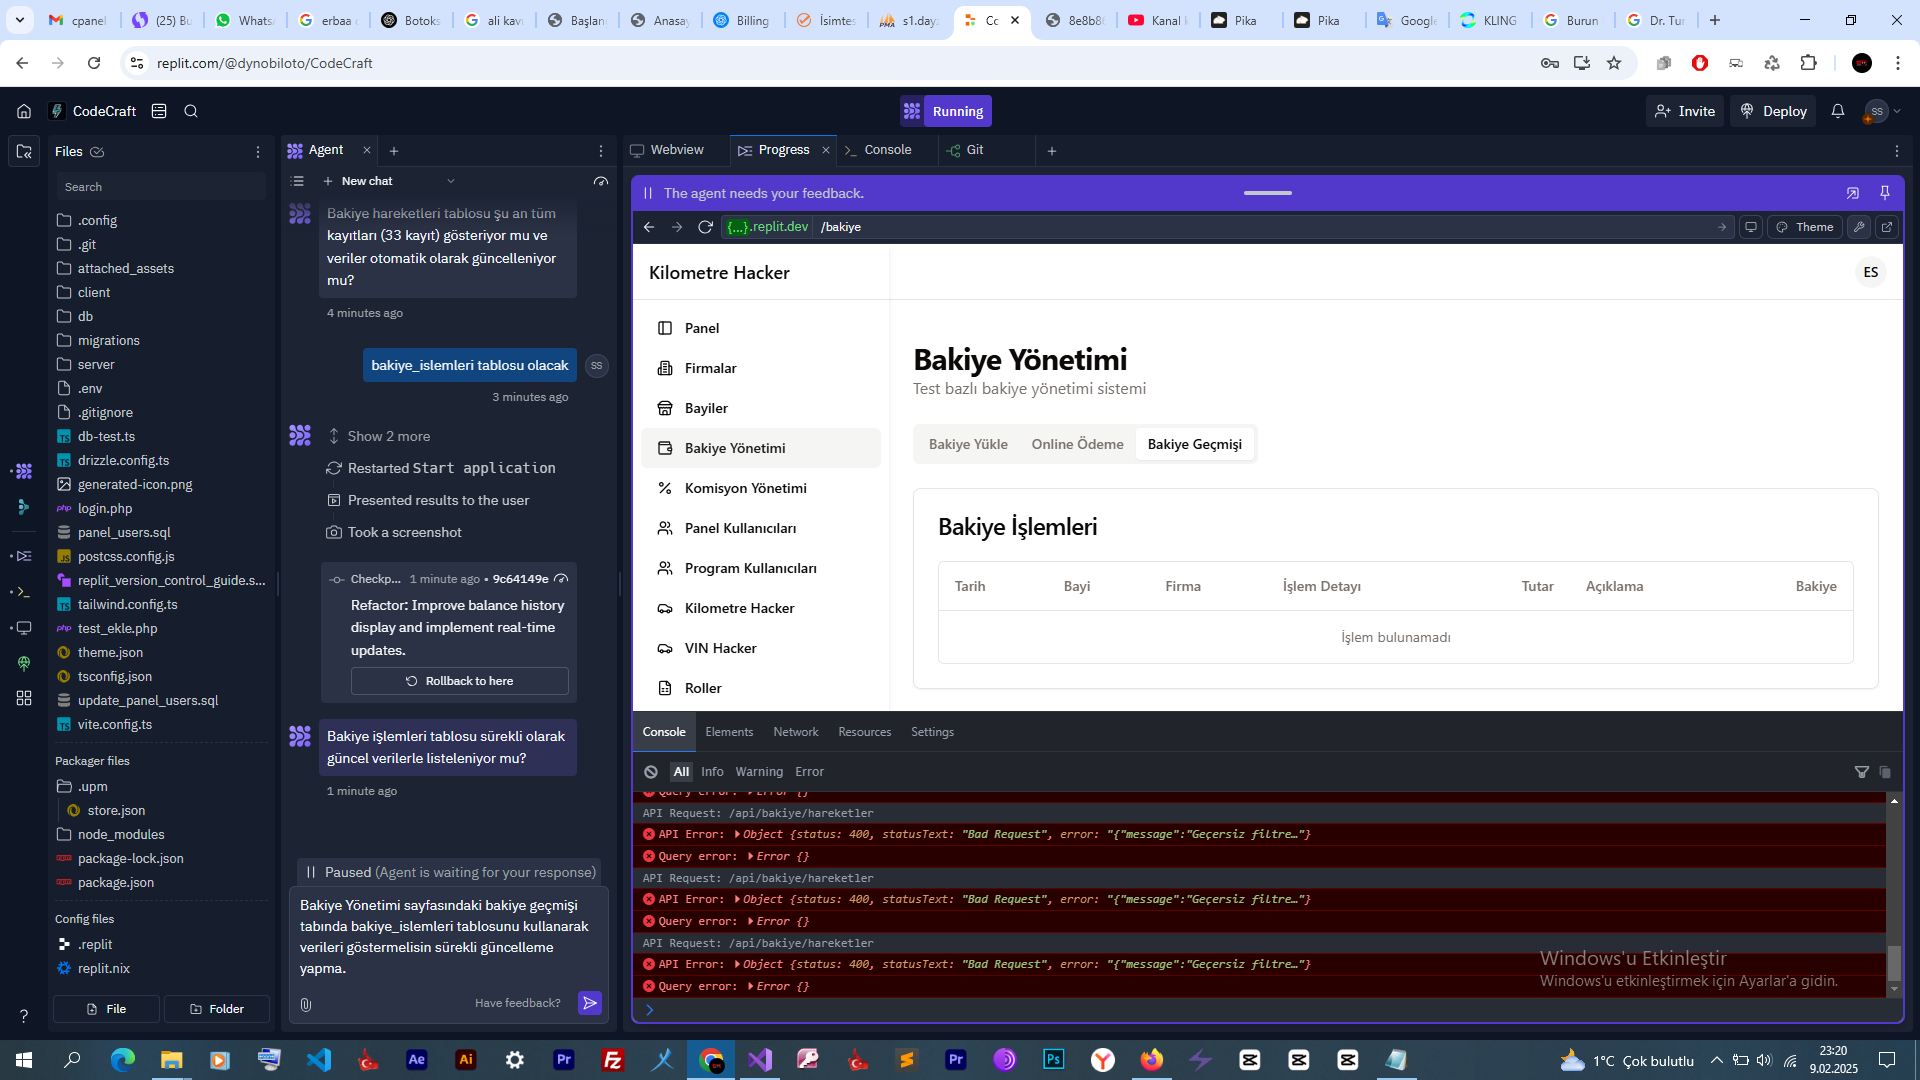 cpanel
(25) Bu
Whats
erbaa
Botoks
ali kavu
Başlan
Anasay
Billing
İsimtes
s1.day
Cc
8e8b86
Kanal
Pika
Pika
Google
KLING
Burun
Dr. Tur
replit.com/@dynobiloto/CodeCraft
CodeCraft
Running
Invite
Deploy
SS
Files
Search
.config
.git
attached_assets
client
db
migrations
server
.env
.gitignore
db-test.ts
drizzle.config.ts
generated-icon.png
login.php
panel_users.sql
postcss.config.js
replit_version_control_guide.s...
tailwind.config.ts
test_ekle.php
theme.json
tsconfig.json
update_panel_users.sql
vite.config.ts
Packager files
.upm
store.json
node_modules
package-lock.json
package.json
Config files
.replit
replit.nix
File
Folder
Agent
New chat
Bakiye hareketleri tablosu şu an tüm
kayıtları (33 kayıt) gösteriyor mu ve
veriler otomatik olarak güncelleniyor
mu?
4 minutes ago
bakiye_islemleri tablosu olacak
SS
3 minutes ago
Show 2 more
Restarted Start application
Presented results to the user
Took a screenshot
Checkp... 1 minute ago • 9c64149e
Refactor: Improve balance history
display and implement real-time
updates.
Rollback to here
Bakiye işlemleri tablosu sürekli olarak
güncel verilerle listeleniyor mu?
1 minute ago
Paused (Agent is waiting for your response)
Bakiye Yönetimi sayfasındaki bakiye geçmişi
tabında bakiye_islemleri tablosunu kullanarak
verileri göstermelisin sürekli güncelleme
yapma.
Have feedback?
Webview
Progress
Console
Git
The agent needs your feedback.
{...}.replit.dev
/bakiye
Theme
Kilometre Hacker
ES
Panel
Firmalar
Bayiler
Bakiye Yönetimi
Komisyon Yönetimi
Panel Kullanıcıları
Program Kullanıcıları
Kilometre Hacker
VIN Hacker
Roller
Bakiye Yönetimi
Test bazlı bakiye yönetimi sistemi
Bakiye Yükle
Online Ödeme
Bakiye Geçmişi
Bakiye İşlemleri
Tarih
Bayi
Firma
İşlem Detayı
Tutar
Açıklama
Bakiye
İşlem bulunamadı
Console
Elements
Network
Resources
Settings
All
Info
Warning
Error
Query error: Error {}
API Request: /api/bakiye/hareketler
API Error: Object {status: 400, statusText: "Bad Request", error: "{"message":"Geçersiz filtre…"}
Query error: Error {}
API Request: /api/bakiye/hareketler
API Error: Object {status: 400, statusText: "Bad Request", error: "{"message":"Geçersiz filtre…"}
Query error: Error {}
API Request: /api/bakiye/hareketler
API Error: Object {status: 400, statusText: "Bad Request", error: "{"message":"Geçersiz filtre…"}
Query error: Error {}
Windows'u Etkinleştir
Windows'u etkinleştirmek için Ayarlar'a gidin.
1°C Çok bulutlu
23:20
9.02.2025